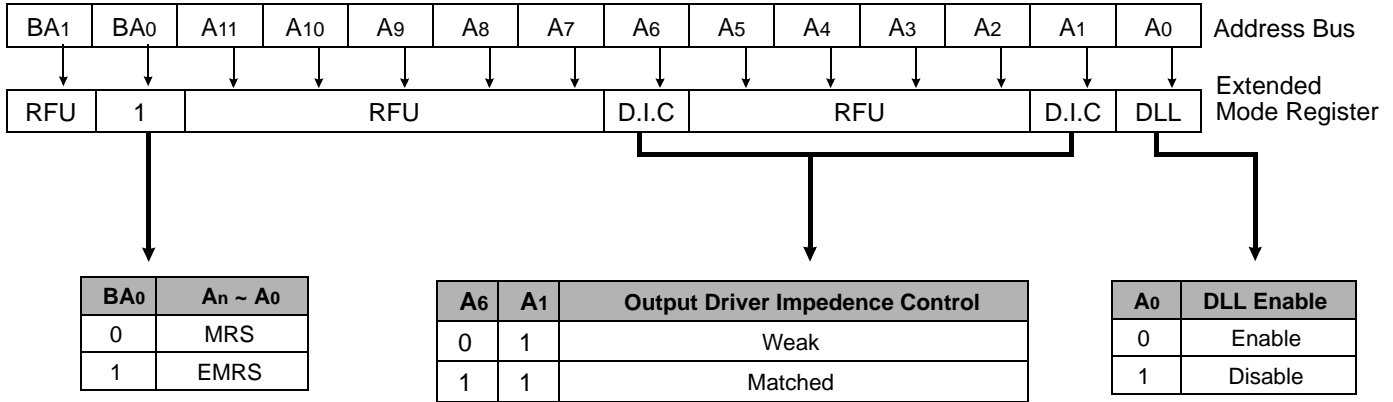 BA1 BA0 A11 A10 A9 A8 A7 A6 A5 A4 A3 A2 A1 A0 Address Bus
RFU 1 RFU D.I.C RFU D.I.C DLL Extended
Mode Register
BA0 An ~ A0
0 MRS
1 EMRS
A6 A1 Output Driver Impedence Control
0 1 Weak
1 1 Matched
A0 DLL Enable
0 Enable
1 Disable